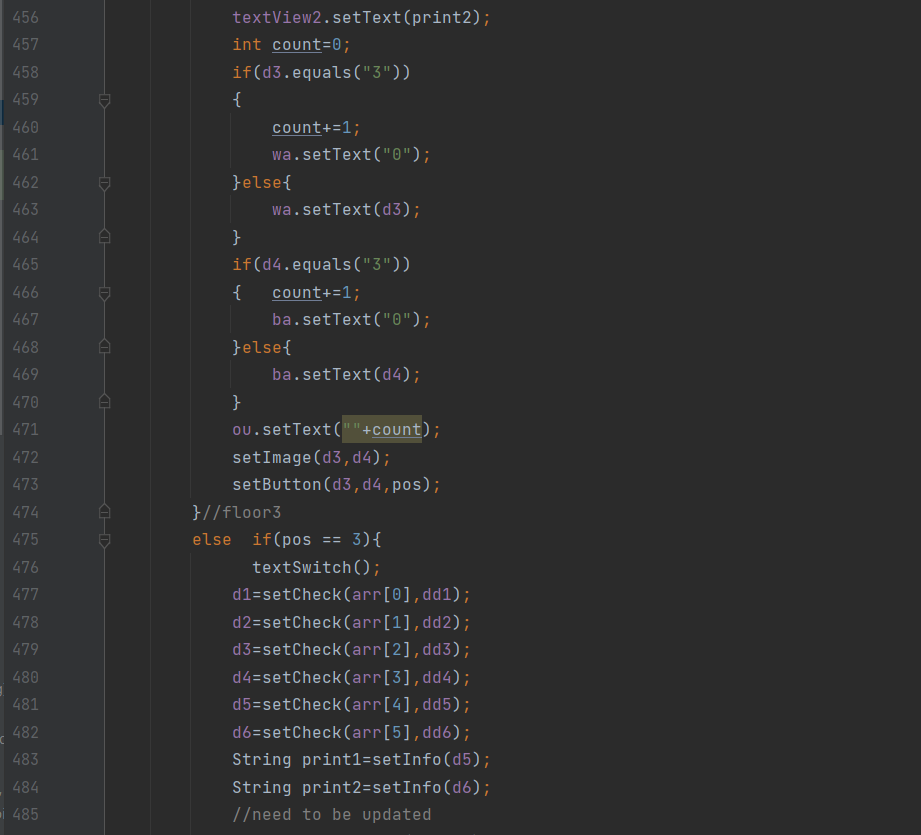 456 textView2.setText(print2);
457 int count=0;
458 if(d3.equals("3"))
459 {
460 count+=1;
461 wa.setText("0");
462 }else{
463 wa.setText(d3);
464 }
465 if(d4.equals("3"))
466 { count+=1;
467 ba.setText("0");
468 }else{
469 ba.setText(d4);
470 }
471 ou.setText(""+count);
472 setImage(d3,d4);
473 setButton(d3,d4,pos);
474 }//floor3
475 else if(pos == 3){
476 textSwitch();
477 d1=setCheck(arr[0],dd1);
478 d2=setCheck(arr[1],dd2);
479 d3=setCheck(arr[2],dd3);
480 d4=setCheck(arr[3],dd4);
481 d5=setCheck(arr[4],dd5);
482 d6=setCheck(arr[5],dd6);
483 String print1=setInfo(d5);
484 String print2=setInfo(d6);
485 //need to be updated